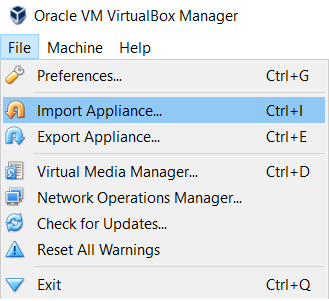 Oracle VM VirtualBox Manager
File Machine Help
Preferences... Ctrl+G
Import Appliance... Ctrl+I
Export Appliance... Ctrl+E
Virtual Media Manager... Ctrl+D
Network Operations Manager...
Check for Updates...
Reset All Warnings
Exit Ctrl+Q